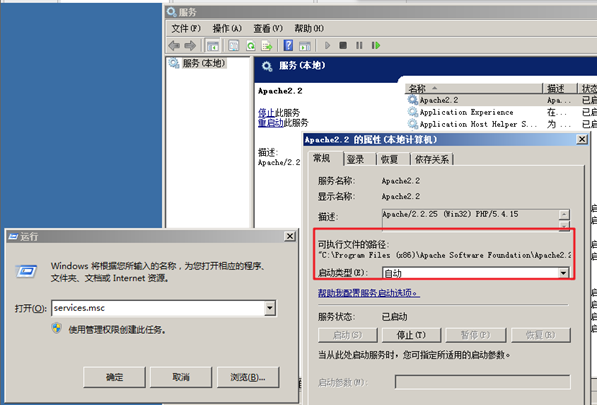 服务
文件(F) 操作(A) 查看(V) 帮助(H)
服务(本地)
服务(本地)
Apache2.2
停止此服务
重启动此服务
描述:
Apache/2.2
名称 描述 状态
Apache2.2 Apa... 已启
Application Experience 在...
Application Host Helper S... 为... 已启
Apache2.2 的属性(本地计算机)
常规 登录 恢复 依存关系
服务名称: Apache2.2
显示名称: Apache2.2
描述: Apache/2.2.25 (Win32) PHP/5.4.15
可执行文件的路径:
"C:\Program Files (x86)\Apache Software Foundation\Apache2.2
启动类型(E): 自动
帮助我配置服务启动选项。
服务状态: 已启动
启动(S) 停止(T) 暂停(P) 恢复(R)
当从此处启动服务时，您可指定所适用的启动参数。
启动参数(M):
运行
Windows 将根据您所输入的名称，为您打开相应的程序、
文件夹、文档或 Internet 资源。
打开(O): services.msc
使用管理权限创建此任务。
确定 取消 浏览(B)...